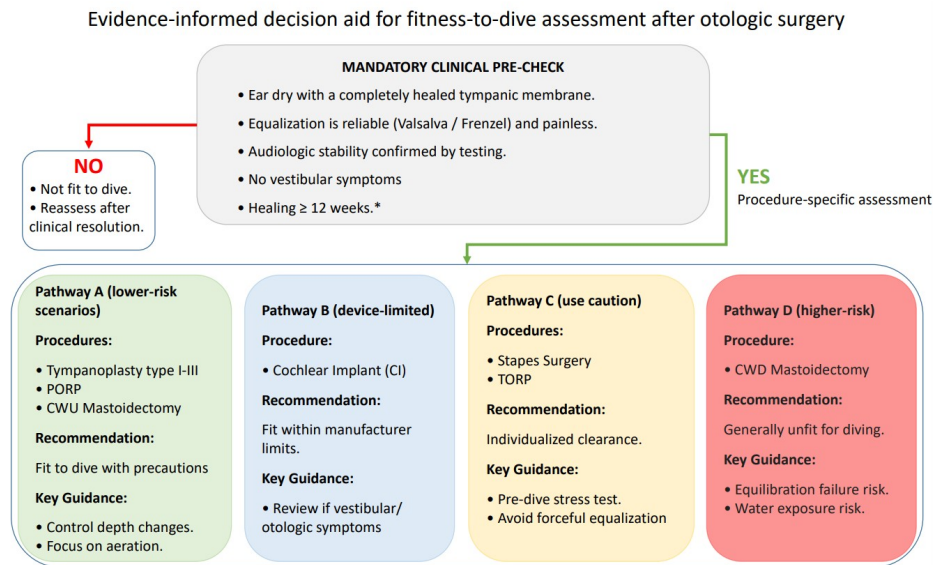 Evidence-informed decision aid for fitness-to-dive assessment after otologic surgery
MANDATORY CLINICAL PRE-CHECK
• Ear dry with a completely healed tympanic membrane.
• Equalization is reliable (Valsalva / Frenzel) and painless.
• Audiologic stability confirmed by testing.
• No vestibular symptoms
• Healing ≥ 12 weeks.*
NO
• Not fit to dive.
• Reassess after
clinical resolution.
YES
Procedure-specific assessment
Pathway A (lower-risk
scenarios)
Procedures:
• Tympanoplasty type I-III
• PORP
• CWU Mastoidectomy
Recommendation:
Fit to dive with precautions
Key Guidance:
• Control depth changes.
• Focus on aeration.
Pathway B (device-limited)
Procedure:
• Cochlear Implant (CI)
Recommendation:
Fit within manufacturer
limits.
Key Guidance:
• Review if vestibular/
otologic symptoms
Pathway C (use caution)
Procedures:
• Stapes Surgery
• TORP
Recommendation:
Individualized clearance.
Key Guidance:
• Pre-dive stress test.
• Avoid forceful equalization
Pathway D (higher-risk)
Procedure:
• CWD Mastoidectomy
Recommendation:
Generally unfit for diving.
Key Guidance:
• Equilibration failure risk.
• Water exposure risk.